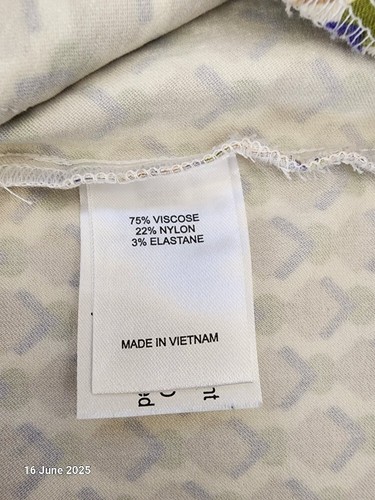 75% VISCOSE
22% NYLON
3% ELASTANE
MADE IN VIETNAM
16 June 2025